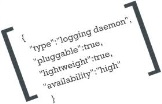 {
"type":"logging daemon",
"pluggable":true,
"lightweight":true,
"availability":"high"
}